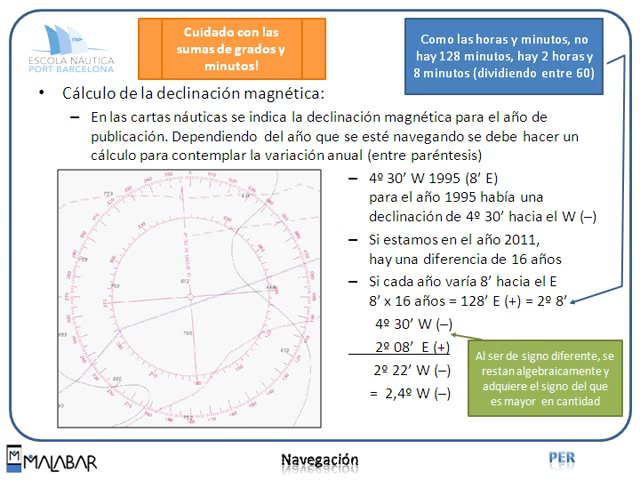 ESCOLA NÀUTICA
PORT BARCELONA
Cuidado con las
sumas de grados y
minutos!
Como las horas y minutos, no
hay 128 minutos, hay 2 horas y
8 minutos (dividiendo entre 60)
• Cálculo de la declinación magnética:
– En las cartas náuticas se indica la declinación magnética para el año de
publicación. Dependiendo del año que se esté navegando se debe hacer un
cálculo para contemplar la variación anual (entre paréntesis)
– 4º 30’ W 1995 (8’ E)
para el año 1995 había una
declinación de 4º 30’ hacia el W (–)
– Si estamos en el año 2011,
hay una diferencia de 16 años
– Si cada año varía 8’ hacia el E
8’ x 16 años = 128’ E (+) = 2º 8’
4º 30’ W (–)
2º 08’ E (+)
2º 22’ W (–)
= 2,4º W (–)
Al ser de signo diferente, se
restan algebraicamente y
adquiere el signo del que
es mayor en cantidad
MALABAR
Navegación
PER